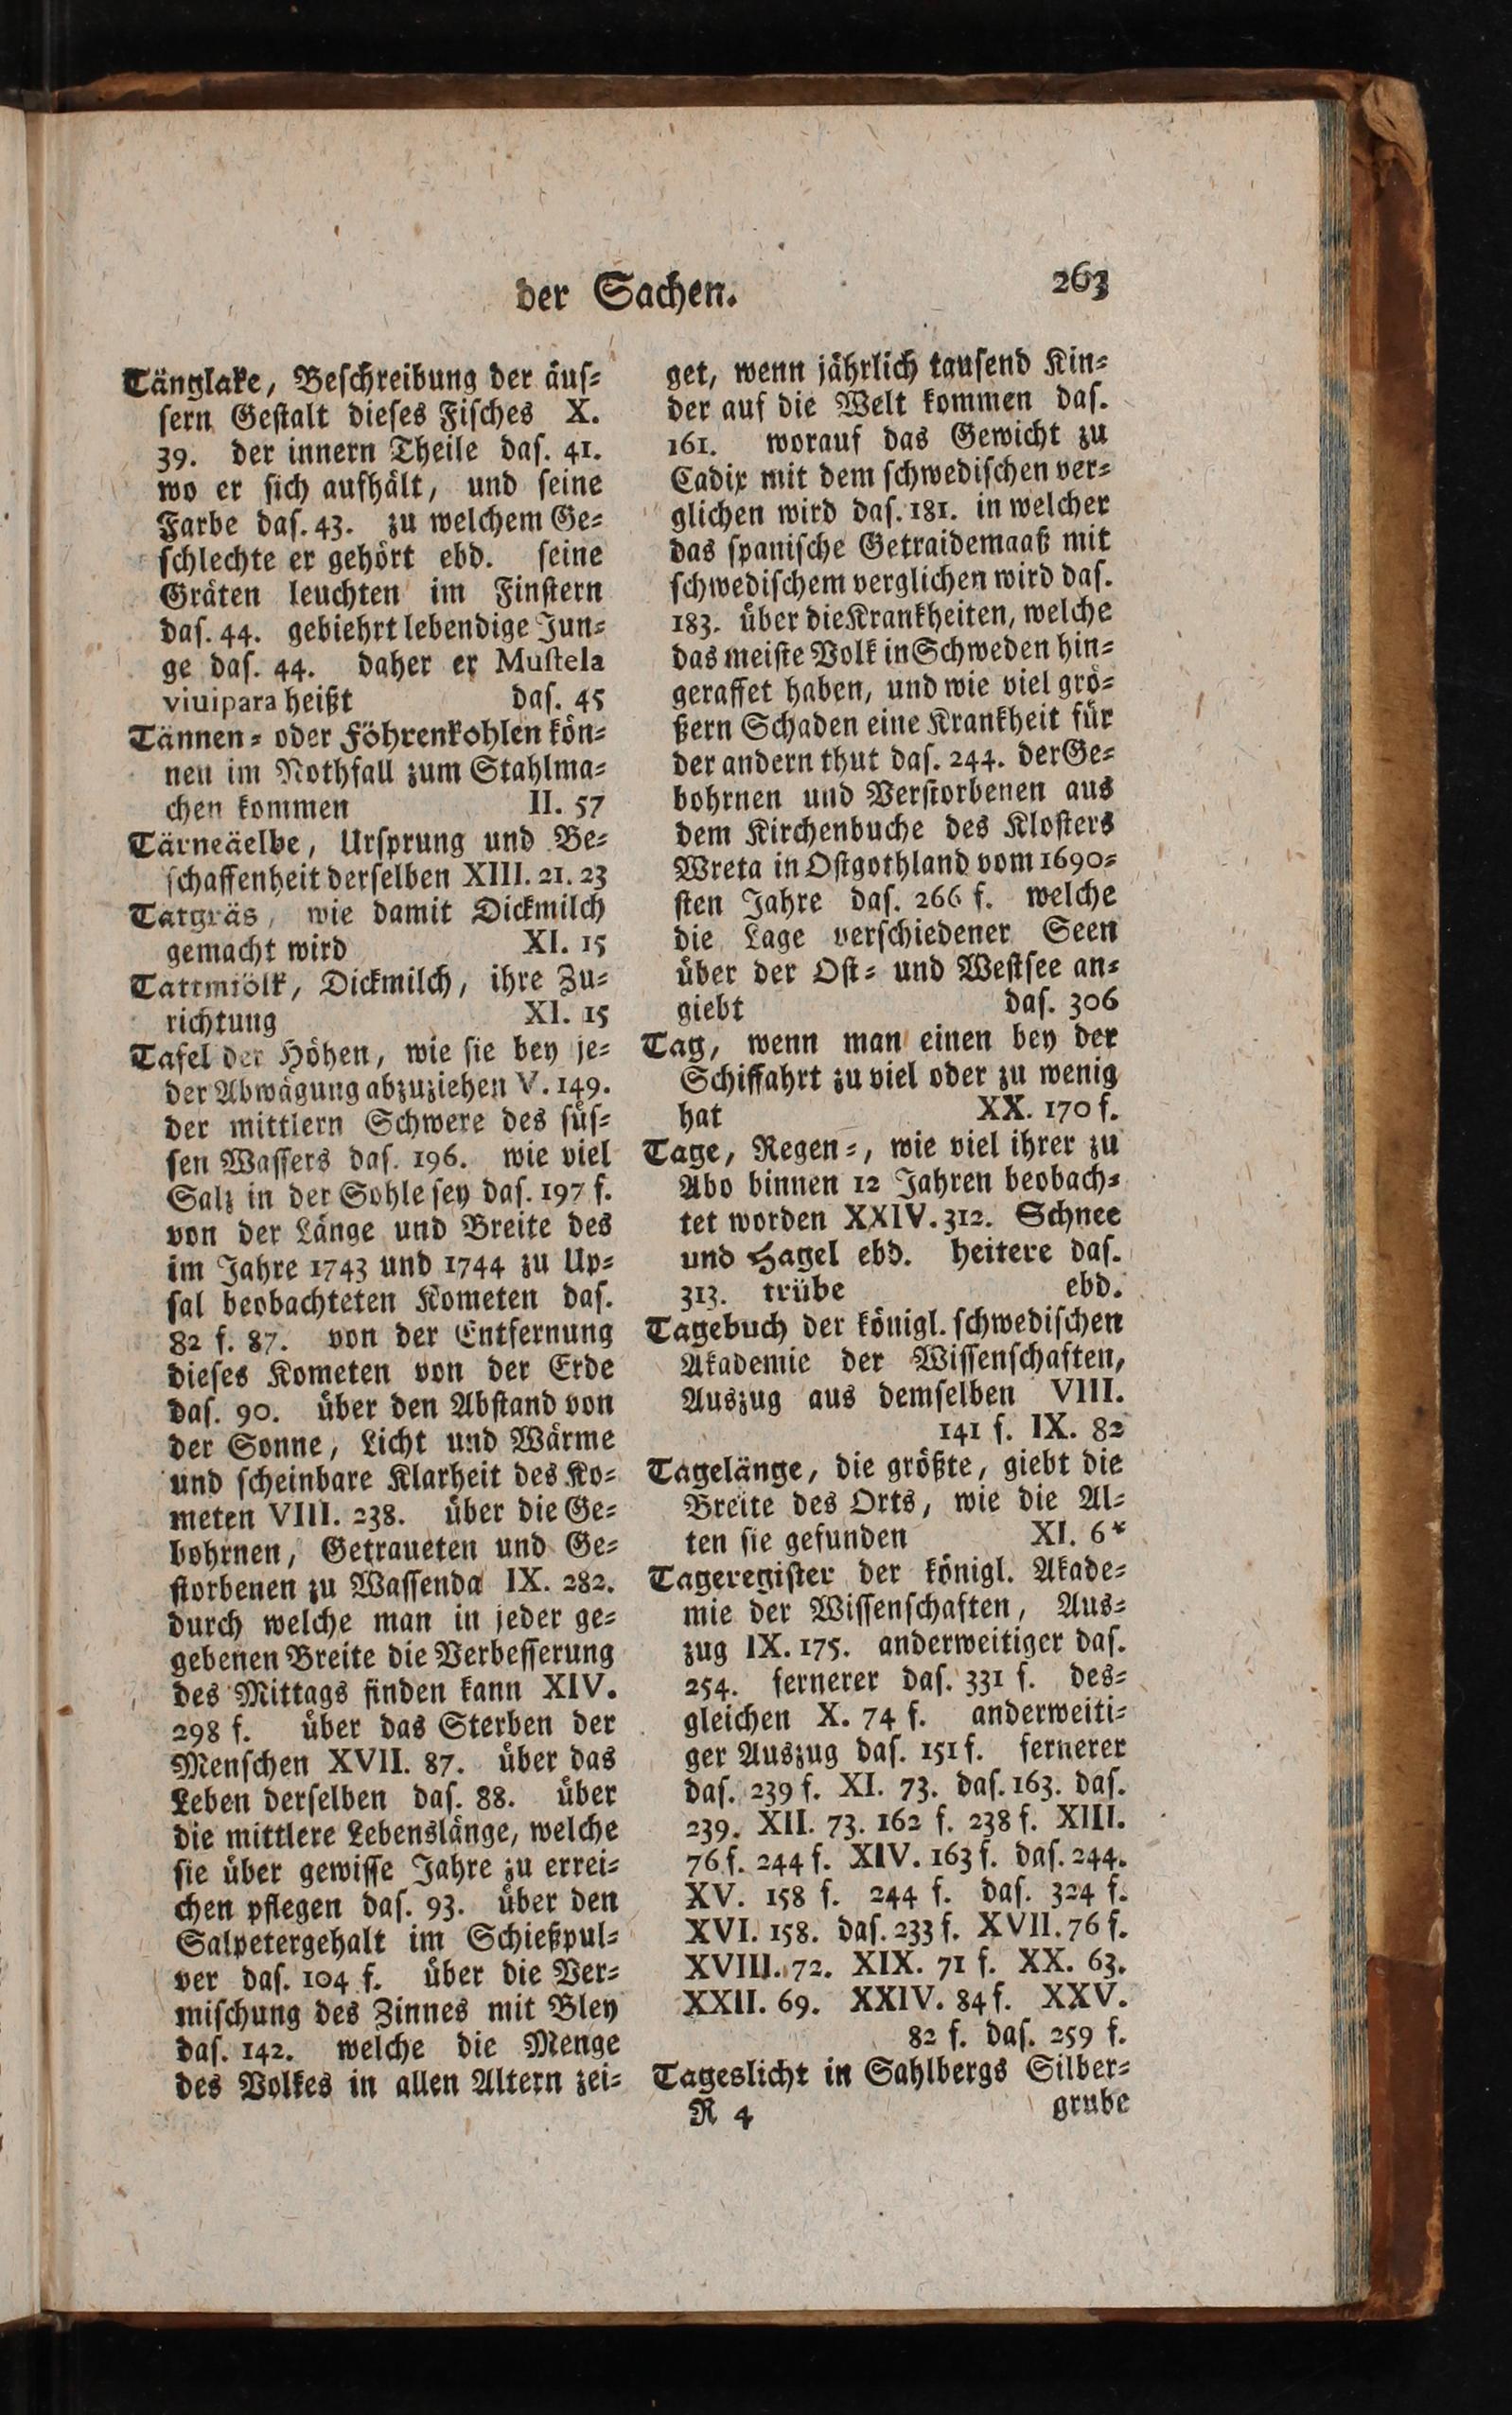 der Sachen.
263
Tänglake, Beſchreibung der äuſ⸗
ſern Geſtalt dieſes Fiſches X.
39. der innern Theile daſ. 41.
wo er ſich aufhält, und ſeine
Farbe daſ. 43. zu welchem Ge⸗
ſchlechte er gehört ebd. ſeine
Gräten leuchten im Finſtern
daſ. 44. gebiehrt lebendige Jun⸗
ge daſ. 44. daher er Muſtela
viuipara heißt daſ. 45
Tännen⸗ oder Föhrenkohlen kön⸗
nen im Nothfall zum Stahlma⸗
chen kommen II. 57
Tärneäelbe, Urſprung und Be⸗
ſchaffenheit derſelben XIII. 21. 23
Tatgräs, wie damit Dickmilch
gemacht wird XI. 15
Tattmiölk, Dickmilch, ihre Zu⸗
richtung XI. 15
Tafel der Höhen, wie ſie bey je⸗
der Abwägung abzuziehen V. 149.
der mittlern Schwere des ſüſ⸗
ſen Waſſers daſ. 196. wie viel
Salz in der Sohle ſey daſ. 197 f.
von der Länge und Breite des
im Jahre 1743 und 1744 zu Up⸗
ſal beobachteten Kometen daſ.
82 f. 87. von der Entfernung
dieſes Kometen von der Erde
daſ. 90. über den Abſtand von
der Sonne, Licht und Wärme
und ſcheinbare Klarheit des Ko⸗
meten VIII. 238. über die Ge⸗
bohrnen, Getraueten und Ge⸗
ſtorbenen zu Waſſenda IX. 282.
durch welche man in jeder ge⸗
gebenen Breite die Verbeſſerung
des Mittags finden kann XIV.
298 f. über das Sterben der
Menſchen XVII. 87. über das
Leben derſelben daſ. 88. über
die mittlere Lebenslänge, welche
ſie über gewiſſe Jahre zu errei⸗
chen pflegen daſ. 93. über den
Salpetergehalt im Schießpul⸗
ver daſ. 104 f. über die Ver⸗
miſchung des Zinnes mit Bley
daſ. 142. welche die Menge
des Volkes in allen Altern zei⸗
get, wenn jährlich tauſend Kin⸗
der auf die Welt kommen daſ.
161. worauf das Gewicht zu
Cadix mit dem ſchwediſchen ver⸗
glichen wird daſ. 181. in welcher
das ſpaniſche Getraidemaaß mit
ſchwediſchem verglichen wird daſ.
183. über die Krankheiten, welche
das meiſte Volk in Schweden hin⸗
geraffet haben, und wie viel grö⸗
ßern Schaden eine Krankheit für
der andern thut daſ. 244. der Ge⸗
bohrnen und Verſtorbenen aus
dem Kirchenbuche des Kloſters
Wreta in Oſtgothland vom 1690⸗
ſten Jahre daſ. 266 f. welche
die Lage verſchiedener Seen
über der Oſt⸗ und Weſtſee an⸗
giebt daſ. 306
Tag, wenn man einen bey der
Schiffahrt zu viel oder zu wenig
hat XX. 170 f.
Tage, Regen⸗, wie viel ihrer zu
Abo binnen 12 Jahren beobach⸗
tet worden XXIV. 312. Schnee
und Hagel ebd. heitere daſ.
313. trübe ebd.
Tagebuch der königl. ſchwediſchen
Akademie der Wiſſenſchaften,
Auszug aus demſelben VIII.
141 f. IX. 82
Tagelänge, die größte, giebt die
Breite des Orts, wie die Al⸗
ten ſie gefunden XI. 6*
Tageregiſter der königl. Akade⸗
mie der Wiſſenſchaften, Aus⸗
zug IX. 175. anderweitiger daſ.
254. fernerer daſ. 331 f. des⸗
gleichen X. 74 f. anderweiti⸗
ger Auszug daſ. 151 f. fernerer
daſ. 239 f. XI. 73. daſ. 163. daſ.
239. XII. 73. 162 f. 238 f. XIII.
76 f. 244 f. XIV. 163 f. daſ. 244.
XV. 158 f. 244 f. daſ. 324 f.
XVI. 158. daſ. 233 f. XVII. 76 f.
XVIII. 72. XIX. 71 f. XX. 63.
XXII. 69. XXIV. 84 f. XXV.
82 f. daſ. 259 f.
Tageslicht in Sahlbergs Silber⸗
R 4 grube